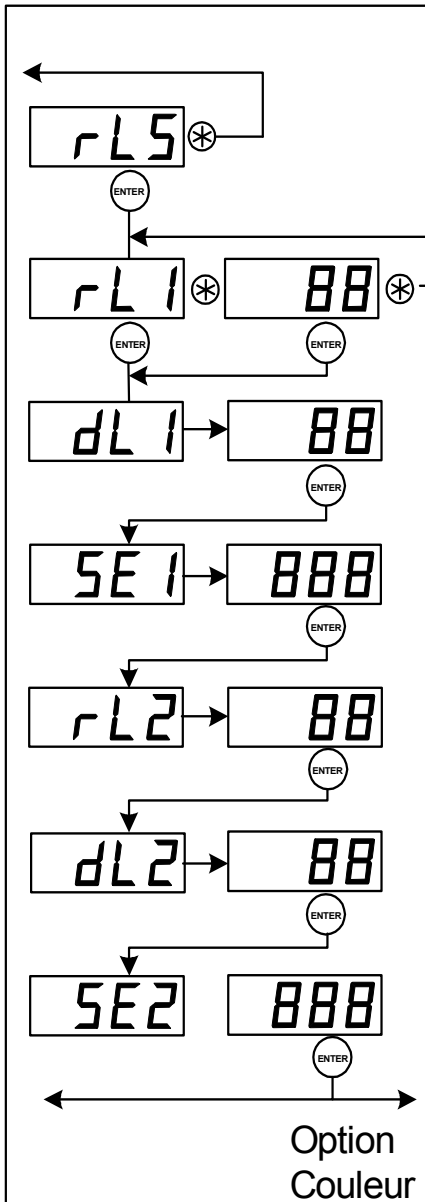 rLS
ENTER
rL1 88
ENTER ENTER
dL1 88
ENTER
SE1 888
ENTER
rL2 88
ENTER
dL2 88
ENTER
SE2 888
ENTER
Option
Couleur